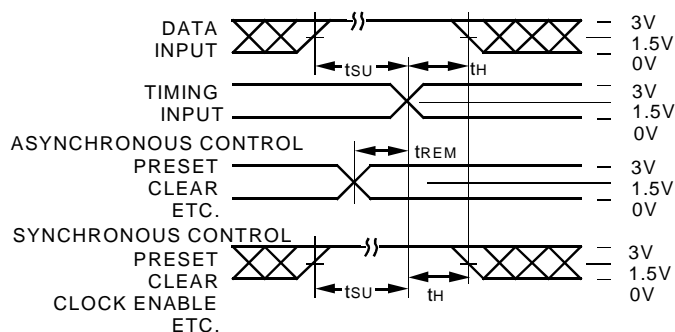 DATA
INPUT
tSU
tH
3V
1.5V
0V
TIMING
INPUT
3V
1.5V
0V
ASYNCHRONOUS CONTROL
PRESET
CLEAR
ETC.
tREM
3V
1.5V
0V
SYNCHRONOUS CONTROL
PRESET
CLEAR
CLOCK ENABLE
ETC.
tSU
tH
3V
1.5V
0V